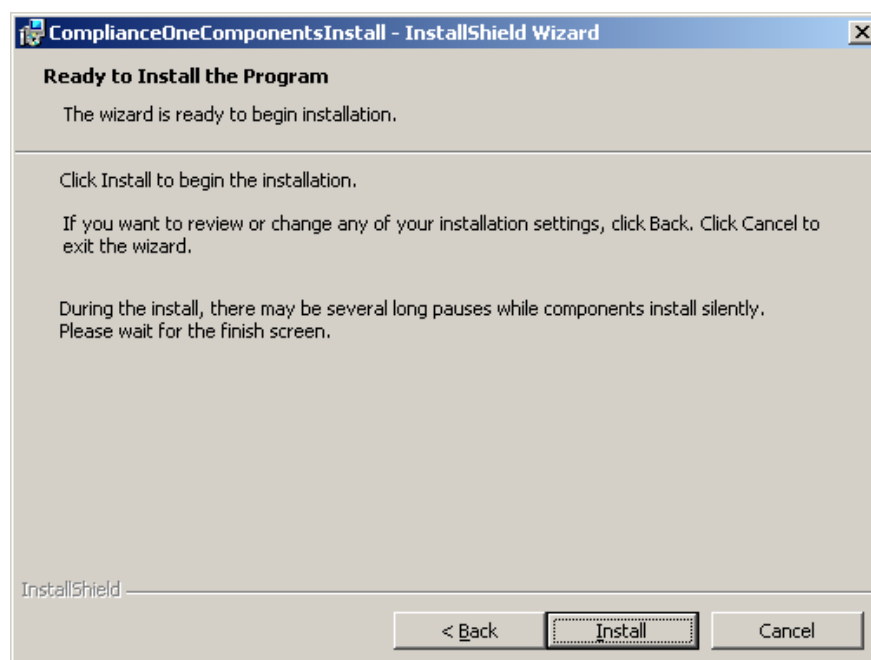 ComplianceOneComponentsInstall - InstallShield Wizard
Ready to Install the Program
The wizard is ready to begin installation.
Click Install to begin the installation.
If you want to review or change any of your installation settings, click Back. Click Cancel to
exit the wizard.
During the install, there may be several long pauses while components install silently.
Please wait for the finish screen.
InstallShield
< Back Install Cancel